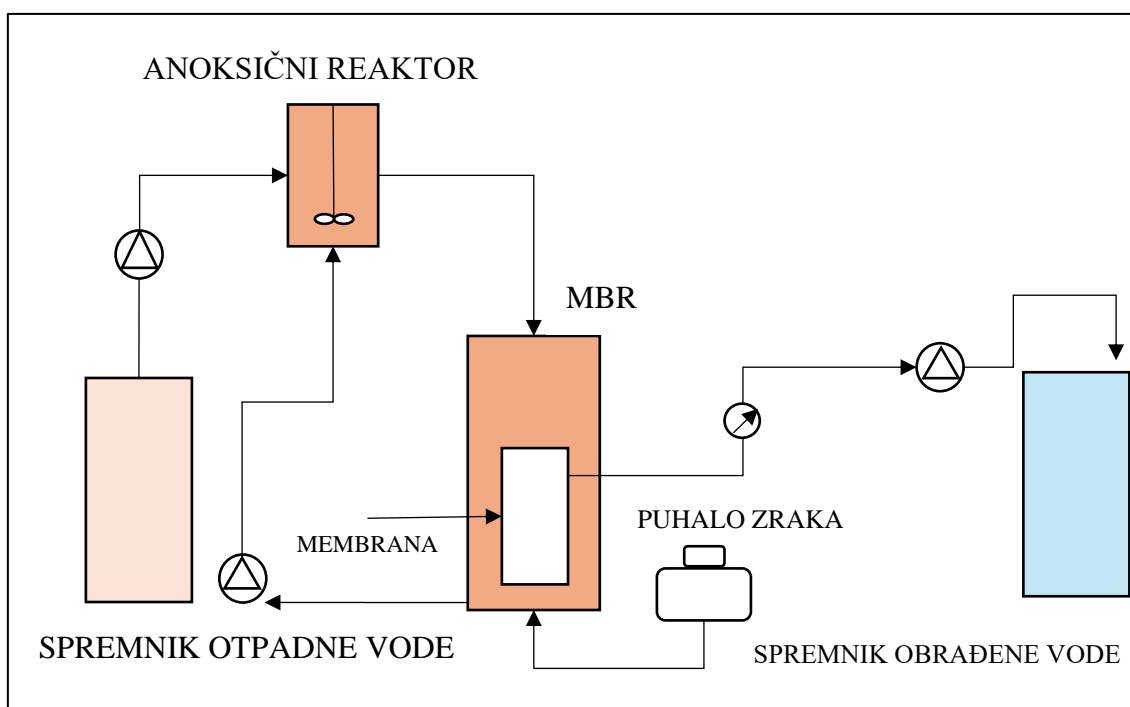 ANOKSIČNI REAKTOR
MBR
PUHALO ZRAKA
MEMBRANA
SPREMNIK OTPADNE VODE
SPREMNIK OBRAĐENE VODE